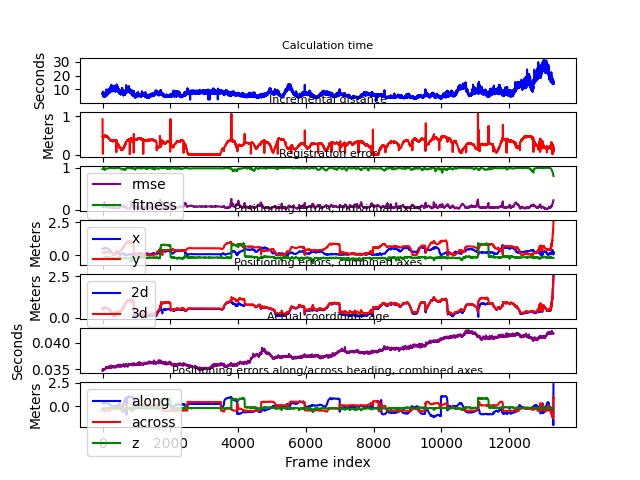 Calculation time
30
20
10
Seconds
Incremental distance
1
0
Meters
Registration error
1
0
rmse
fitness
Positioning errors, individual axes
2.5
0.0
Meters
x
y
Positioning errors, combined axes
2.5
0.0
Meters
2d
3d
Actual coordinate age
0.040
0.035
Seconds
Positioning errors along/across heading, combined axes
2.5
0.0
Meters
along
across
z
0 2000 4000 6000 8000 10000 12000
Frame index